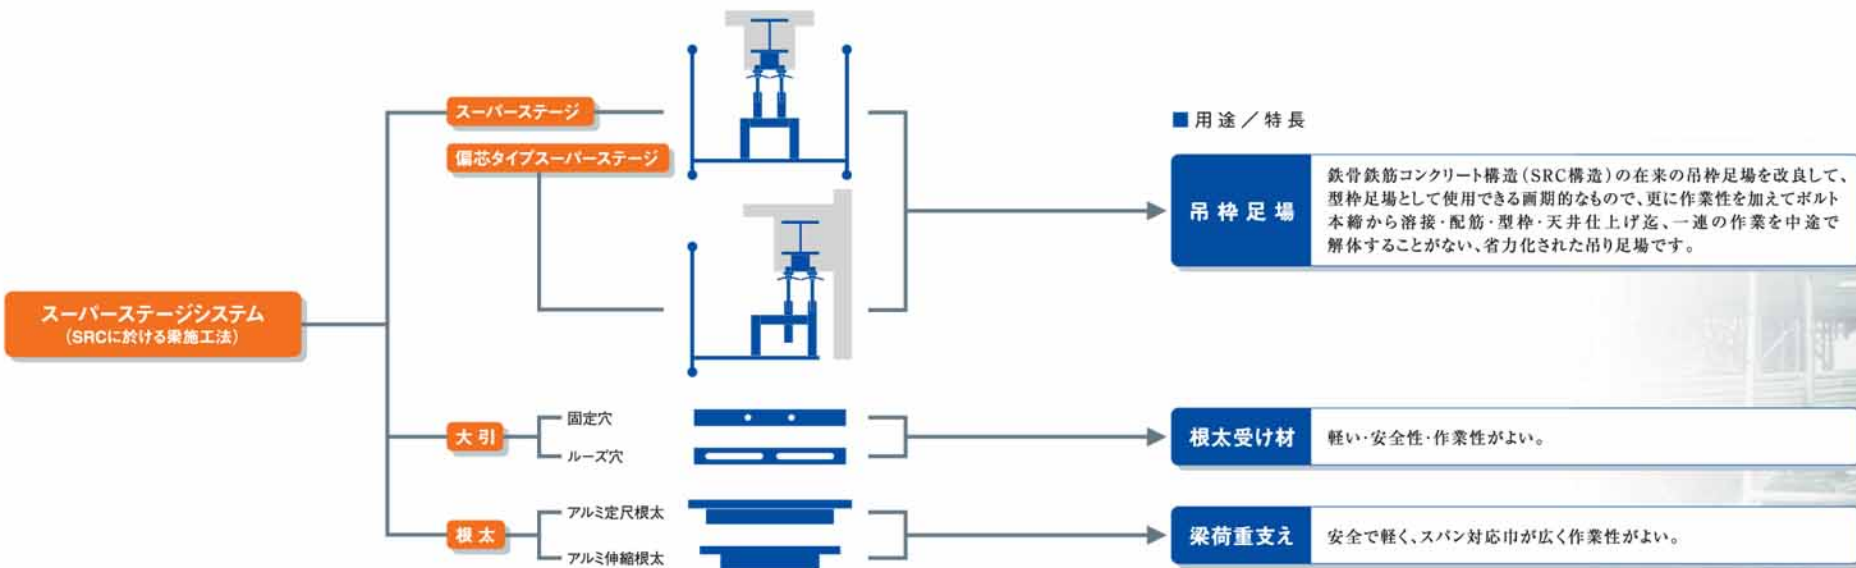 スーパーステージシステム
(SRCに於ける梁施工法)
スーパーステージ
偏芯タイプスーパーステージ
大引
固定穴
ルーズ穴
根太
アルミ定尺根太
アルミ伸縮根太
■用途／特長
吊枠足場
鉄骨鉄筋コンクリート構造(SRC構造)の在来の吊枠足場を改良して、
型枠足場として使用できる画期的なもので、更に作業性を加えてボルト
本締から溶接・配筋・型枠・天井仕上げ迄、一連の作業を中途で
解体することがない、省力化された吊り足場です。
根太受け材
軽い・安全性・作業性がよい。
梁荷重支え
安全で軽く、スパン対応巾が広く作業性がよい。